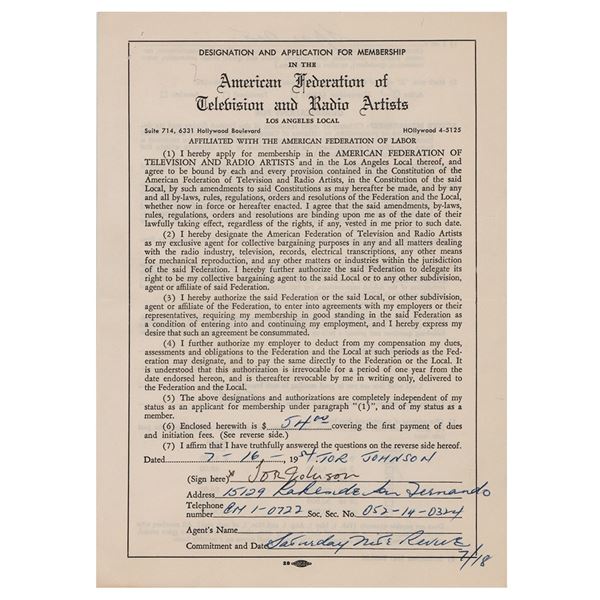 DESIGNATION AND APPLICATION FOR MEMBERSHIP
IN THE
American Federation of
Television and Radio Artists
LOS ANGELES LOCAL
Suite 714, 6331 Hollywood Boulevard HOllywood 4-5125
AFFILIATED WITH THE AMERICAN FEDERATION OF LABOR
(1) I hereby apply for membership in the AMERICAN FEDERATION OF
TELEVISION AND RADIO ARTISTS and in the Los Angeles Local thereof, and
agree to be bound by each and every provision contained in the Constitution of the
American Federation of Television and Radio Artists, in the Constitution of the said
Local, by such amendments to said Constitutions as may hereafter be made, and by any
and all by-laws, rules, regulations, orders and resolutions of the Federation and the Local,
whether now in force or hereafter enacted. I agree that the said amendments, by-laws,
rules, regulations, orders and resolutions are binding upon me as of the date of their
lawfully taking effect, regardless of the rights, if any, vested in me prior to such date.
(2) I hereby designate the American Federation of Television and Radio Artists
as my exclusive agent for collective bargaining purposes in any and all matters dealing
with the radio industry, television, records, electrical transcriptions, any other means
for mechanical reproduction, and any other matters or industries within the jurisdiction
of the said Federation. I hereby further authorize the said Federation to delegate its
right to be my collective bargaining agent to the said Local or to any other subdivision,
agent or affiliate of said Federation.
(3) I hereby authorize the said Federation or the said Local, or other subdivision,
agent or affiliate of the Federation, to enter into agreements with my employers or their
representatives, requiring my membership in good standing in the said Federation as
a condition of entering into and continuing my employment, and I hereby express my
desire that such an agreement be consummated.
(4) I further authorize my employer to deduct from my compensation my dues,
assessments and obligations to the Federation and the Local at such periods as the Fed-
eration may designate, and to pay the same directly to the Federation or the Local. It
is understood that this authorization is irrevocable for a period of one year from the
date endorsed hereon, and is thereafter revocable by me in writing only, delivered to
the Federation and the Local.
(5) The above designations and authorizations are completely independent of my
status as an applicant for membership under paragraph "(1)", and of my status as a
member.
(6) Enclosed herewith is $ 54 00 covering the first payment of dues
and initiation fees. (See reverse side.)
(7) I affirm that I have truthfully answered the questions on the reverse side hereof.
Dated 7-16-, 1954 TOR JOHNSON
(Sign here) Tor Johnson
Address 15129 San Fernando
Telephone
number EM 1-0722 Soc. Sec. No. 052-14-0324
Agent's Name
Commitment and Date Saturday Nite Revue
7/18